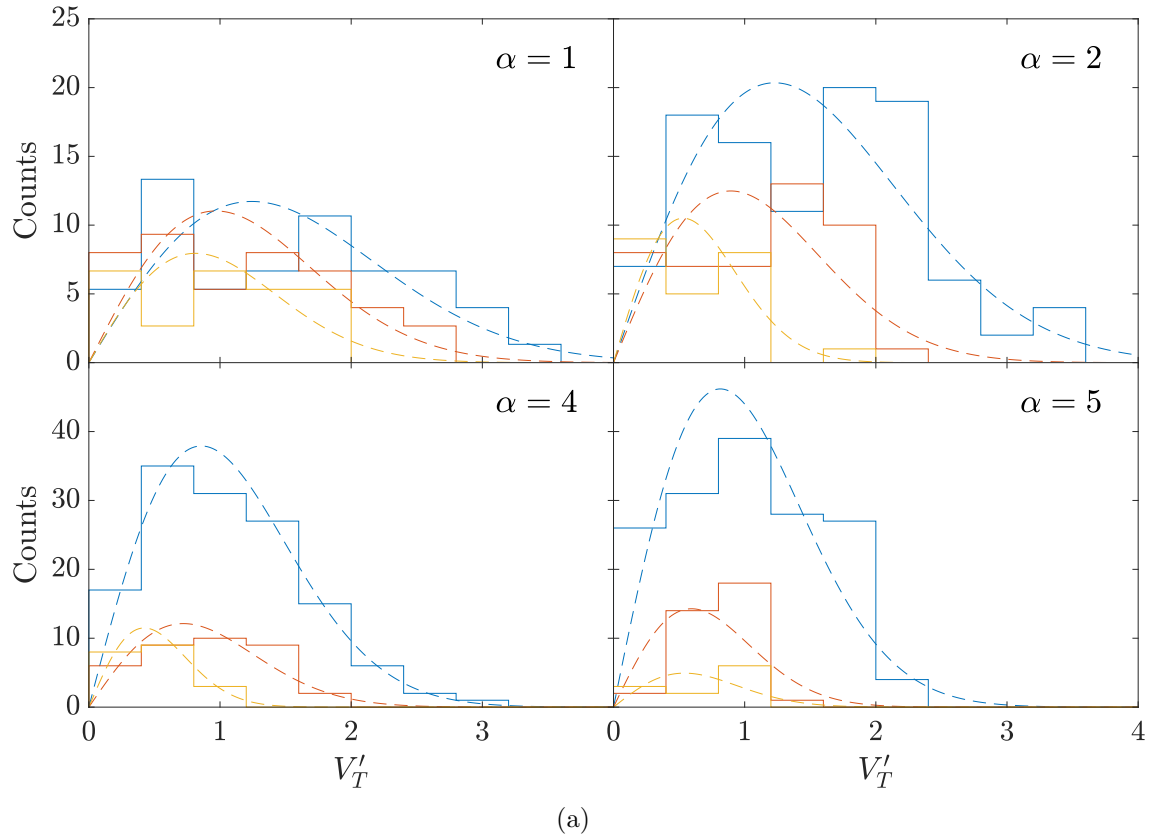 25
20
15
10
5
0
Counts
α = 1
α = 2
40
30
20
10
0
Counts
α = 4
α = 5
0 1 2 3
0 1 2 3 4
V′_T
V′_T
(a)